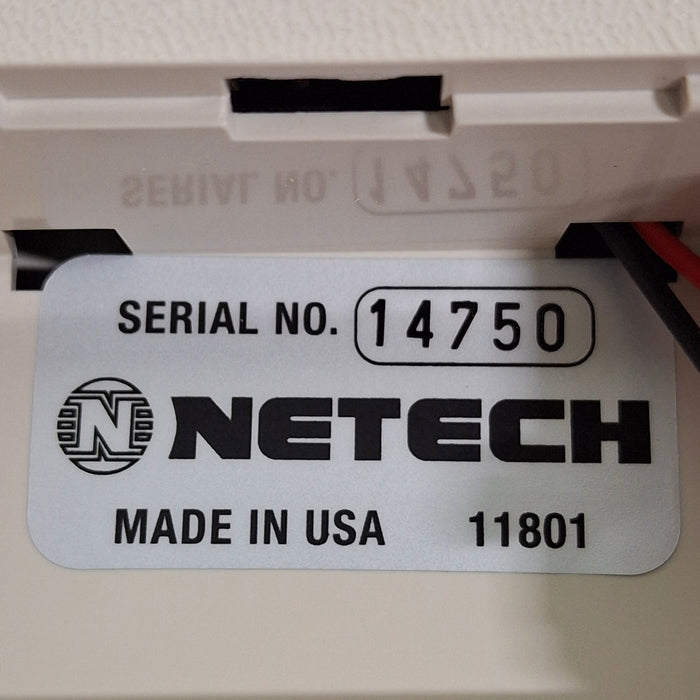 SERIAL NO. 14750
N NETECH
MADE IN USA 11801